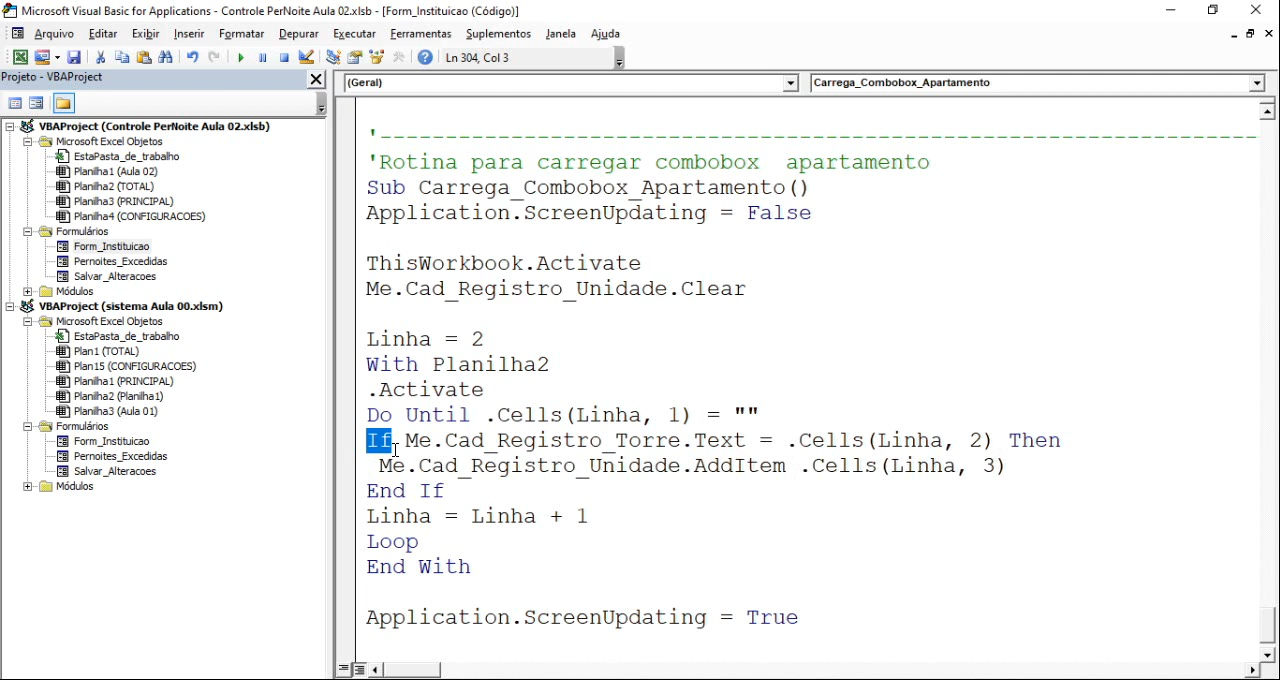 Microsoft Visual Basic for Applications - Controle PerNoite Aula 02.xlsb - [Form_Instituicao (Código)]
Arquivo Editar Exibir Inserir Formatar Depurar Executar Ferramentas Suplementos Janela Ajuda
Ln 304, Col 3
Projeto - VBAProject
(Geral) Carrega_Combobox_Apartamento
VBAProject (Controle PerNoite Aula 02.xlsb)
Microsoft Excel Objetos
EstaPasta_de_trabalho
Planilha1 (Aula 02)
Planilha2 (TOTAL)
Planilha3 (PRINCIPAL)
Planilha4 (CONFIGURACOES)
Formulários
Form_Instituicao
Pernoites_Excedidas
Salvar_Alteracoes
Módulos
VBAProject (sistema Aula 00.xlsm)
Microsoft Excel Objetos
EstaPasta_de_trabalho
Plan1 (TOTAL)
Plan15 (CONFIGURACOES)
Planilha1 (PRINCIPAL)
Planilha2 (Planilha1)
Planilha3 (Aula 01)
Formulários
Form_Instituicao
Pernoites_Excedidas
Salvar_Alteracoes
Módulos
'--------------------------------------------------------------------
'Rotina para carregar combobox  apartamento
Sub Carrega_Combobox_Apartamento()
Application.ScreenUpdating = False
ThisWorkbook.Activate
Me.Cad_Registro_Unidade.Clear
Linha = 2
With Planilha2
.Activate
Do Until .Cells(Linha, 1) = ""
If Me.Cad_Registro_Torre.Text = .Cells(Linha, 2) Then
Me.Cad_Registro_Unidade.AddItem .Cells(Linha, 3)
End If
Linha = Linha + 1
Loop
End With
Application.ScreenUpdating = True